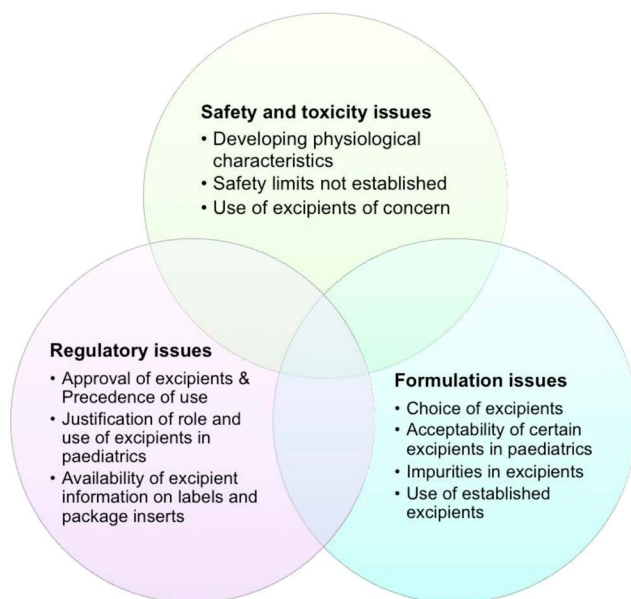 Safety and toxicity issues
• Developing physiological
characteristics
• Safety limits not established
• Use of excipients of concern
Regulatory issues
• Approval of excipients &
Precedence of use
• Justification of role and
use of excipients in
paediatrics
• Availability of excipient
information on labels and
package inserts
Formulation issues
• Choice of excipients
• Acceptability of certain
excipients in paediatrics
• Impurities in excipients
• Use of established
excipients